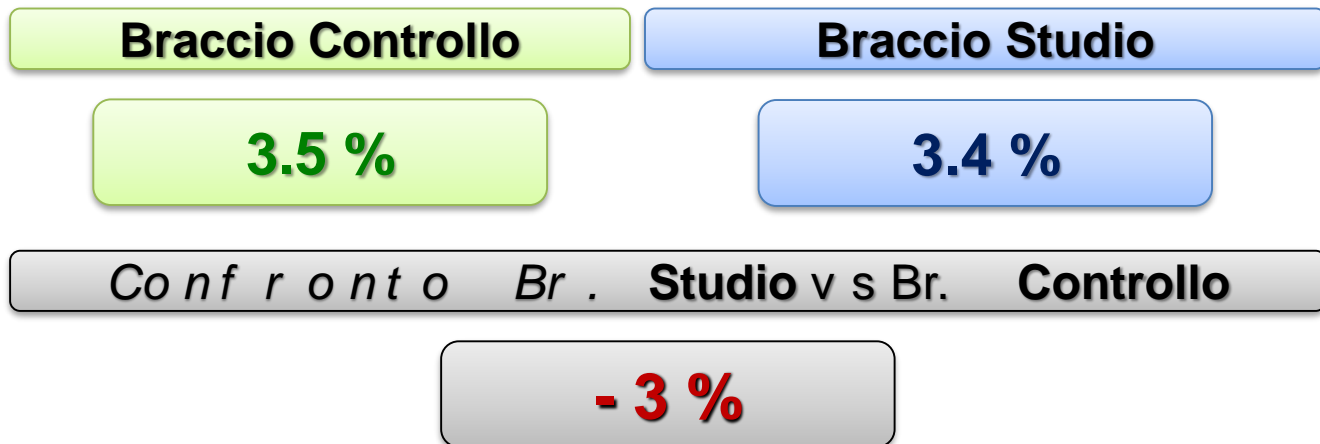 Braccio Controllo
Braccio Studio
3.5 %
3.4 %
Confronto Br. Studio vs Br. Controllo
- 3 %